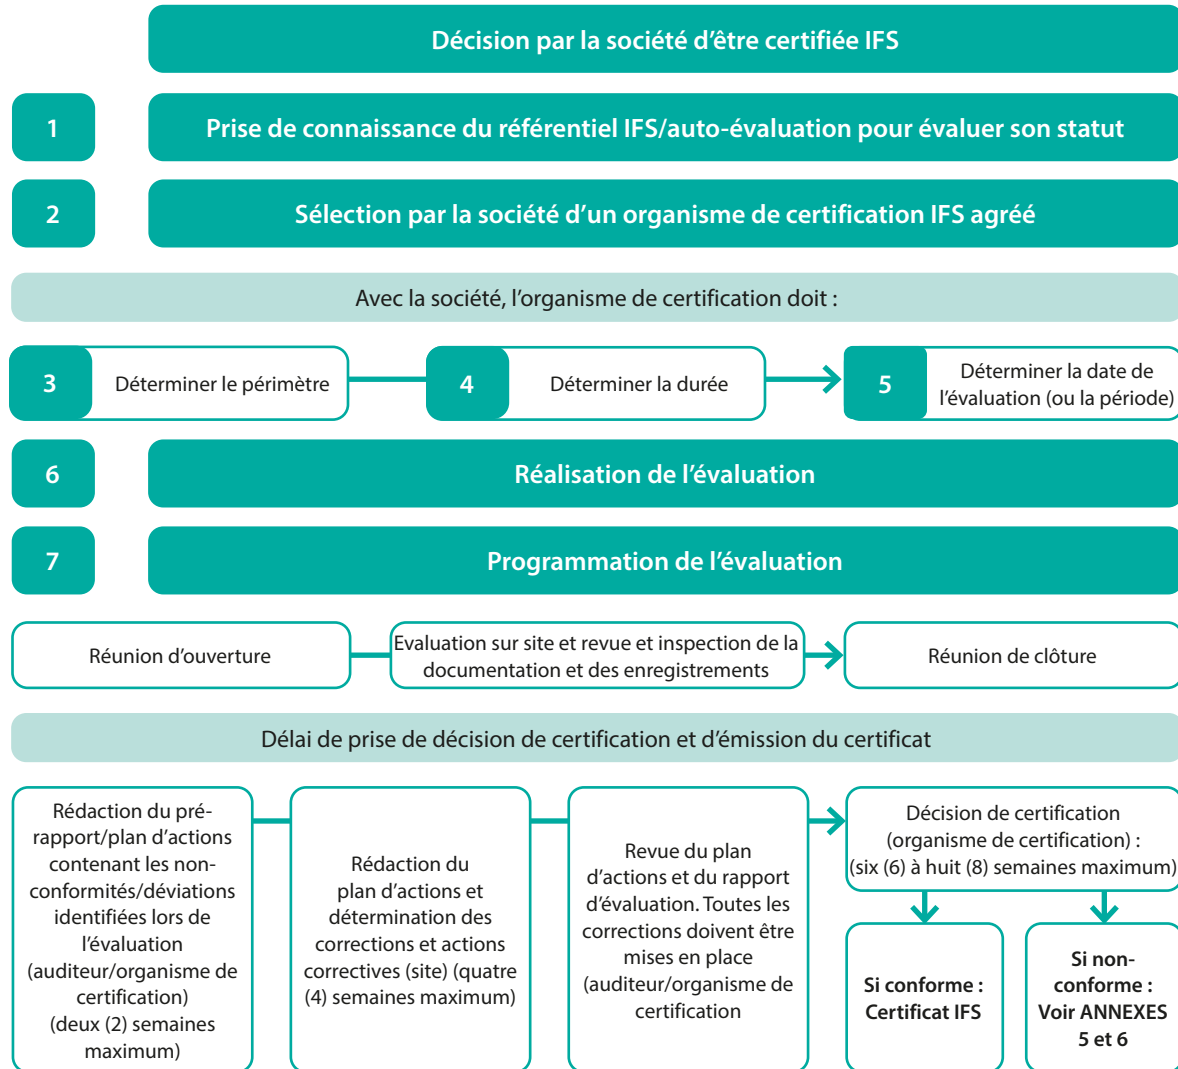 Décision par la société d'être certifiée IFS
1
Prise de connaissance du référentiel IFS/auto-évaluation pour évaluer son statut
2
Sélection par la société d'un organisme de certification IFS agréé
Avec la société, l'organisme de certification doit :
3
Déterminer le périmètre
4
Déterminer la durée
5
Déterminer la date de
l'évaluation (ou la période)
6
Réalisation de l'évaluation
7
Programmation de l'évaluation
Réunion d'ouverture
Evaluation sur site et revue et inspection de la
documentation et des enregistrements
Réunion de clôture
Délai de prise de décision de certification et d'émission du certificat
Rédaction du pré-
rapport/plan d'actions
contenant les non-
conformités/déviations
identifiées lors de
l'évaluation
(auditeur/organisme de
certification)
(deux (2) semaines
maximum)
Rédaction du
plan d'actions et
détermination des
corrections et actions
correctives (site) (quatre
(4) semaines maximum)
Revue du plan
d'actions et du rapport
d'évaluation. Toutes les
corrections doivent être
mises en place
(auditeur/organisme de
certification
Décision de certification
(organisme de certification) :
(six (6) à huit (8) semaines maximum)
Si conforme :
Certificat IFS
Si non-
conforme :
Voir ANNEXES
5 et 6